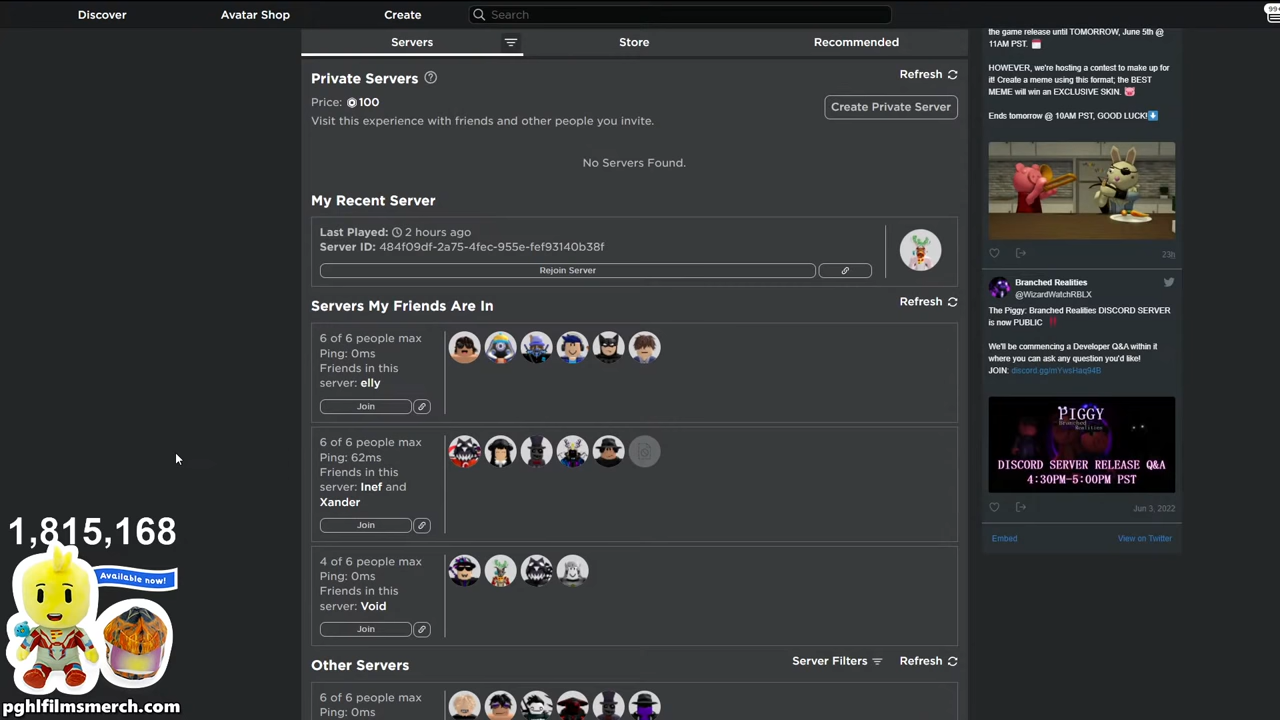 Discover
Avatar Shop
Create
Search
99+
Servers
Store
Recommended
Private Servers
Refresh
Price: 100
Create Private Server
Visit this experience with friends and other people you invite.
No Servers Found.
My Recent Server
Last Played: 2 hours ago
Server ID: 484f09df-2a75-4fec-955e-fef93140b38f
Rejoin Server
Servers My Friends Are In
Refresh
6 of 6 people max
Ping: 0ms
Friends in this
server: elly
Join
6 of 6 people max
Ping: 62ms
Friends in this
server: Inef and
Xander
Join
4 of 6 people max
Ping: 0ms
Friends in this
server: Void
Join
Other Servers
Server Filters
Refresh
6 of 6 people max
Ping: 0ms
the game release until TOMORROW, June 5th @
11AM PST.
HOWEVER, we're hosting a contest to make up for
it! Create a meme using this format; the BEST
MEME will win an EXCLUSIVE SKIN.
Ends tomorrow @ 10AM PST, GOOD LUCK!
23h
Branched Realities
@WizardWatchRBLX
The Piggy: Branched Realities DISCORD SERVER
is now PUBLIC
We'll be commencing a Developer Q&A within it
where you can ask any question you'd like!
JOIN: discord.gg/mYwsHaq94B
PIGGY
Branched
Realities
DISCORD SERVER RELEASE Q&A
4:30PM-5:00PM PST
Jun 3, 2022
Embed
View on Twitter
1,815,168
Available now!
pghlfilmsmerch.com